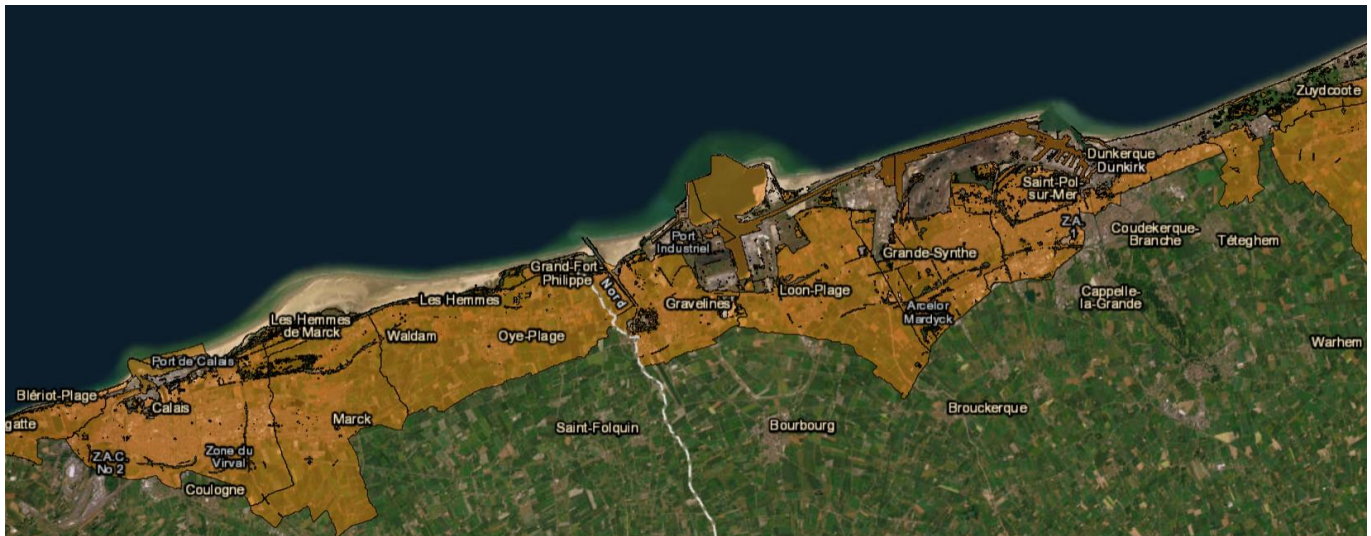 Zuydcoote
Dunkerque
Dunkirk
Saint-Pol-
sur-Mer
Z.A.
1
Coudekerque-
Branche
Téteghem
Port
Industriel
Grande-Synthe
Grand-Fort-
Philippe
Nord
Cappelle-
la-Grande
Loon-Plage
Les Hemmes
Gravelines
Arcelor
Mardyck
Les Hemmes
de Marck
Waldam
Oye-Plage
Warhem
Port de Calais
Blériot-Plage
Calais
Brouckerque
Marck
gatte
Saint-Folquin
Bourbourg
Z.A.C.
No 2
Zone du
Virval
Coulogne